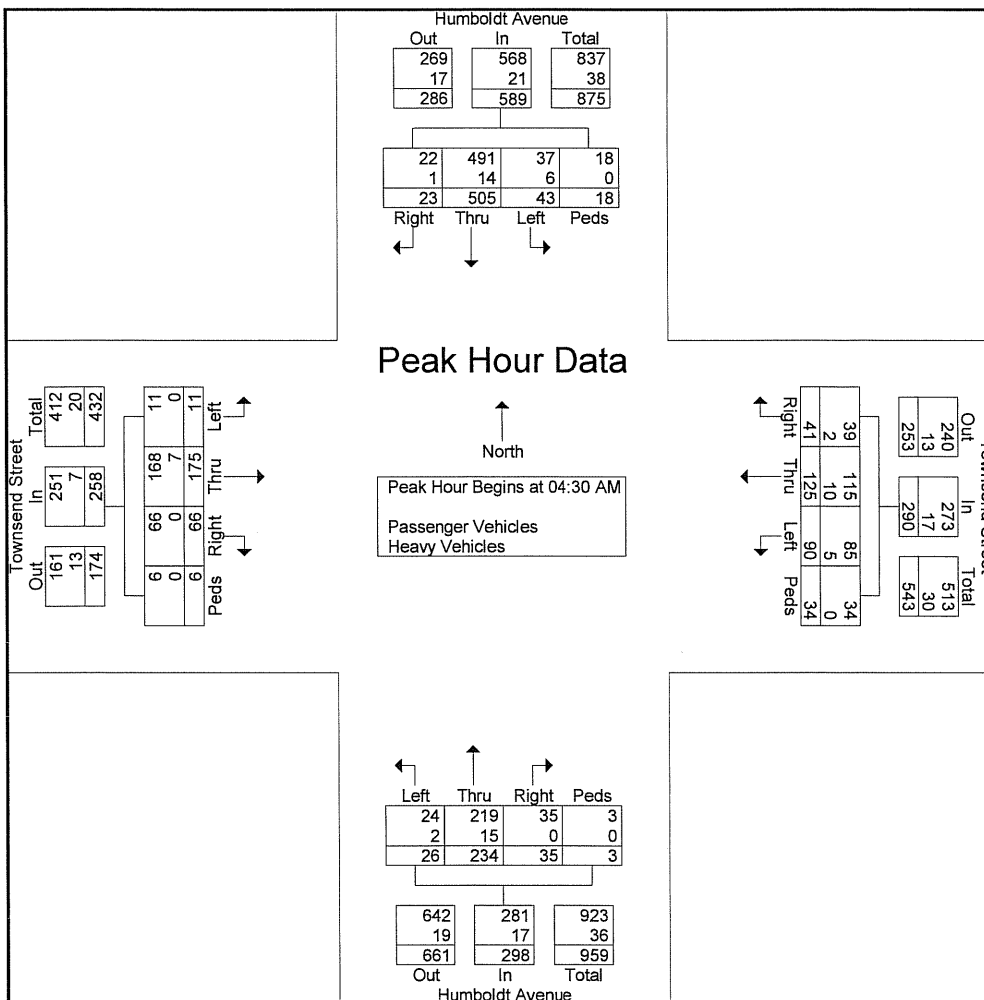 Humboldt Avenue
Out In Total
269 568 837
17 21 38
286 589 875
22 491 37 18
1 14 6 0
23 505 43 18
Right Thru Left Peds
Peak Hour Data
North
Peak Hour Begins at 04:30 AM
Passenger Vehicles
Heavy Vehicles
Townsend Street
Total In Out
412 251 161
20 7 13
432 258 174
11 168 66 6
0 7 0 0
11 175 66 6
Left Thru Right Peds
Right Thru Left Peds
41 125 90 34
2 10 5 0
39 115 85 34
253 290 543
13 17 30
240 273 513
Out In Total
Left Thru Right Peds
24 219 35 3
2 15 0 0
26 234 35 3
642 281 923
19 17 36
661 298 959
Out In Total
Humboldt Avenue